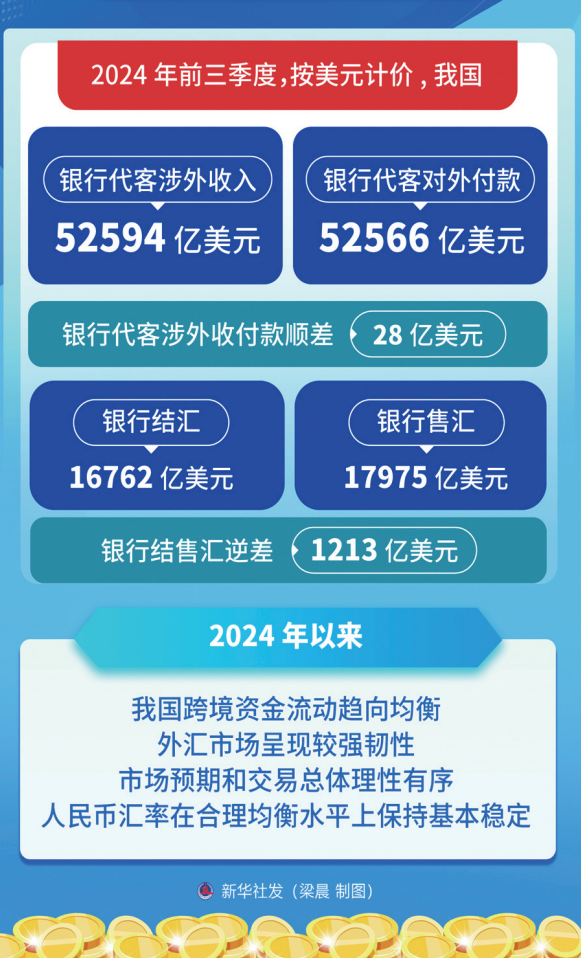 2024 年前三季度,按美元计价,我国
银行代客涉外收入
52594 亿美元
银行代客对外付款
52566 亿美元
银行代客涉外收付款顺差 28 亿美元
银行结汇
16762 亿美元
银行售汇
17975 亿美元
银行结售汇逆差 1213 亿美元
2024 年以来
我国跨境资金流动趋向均衡
外汇市场呈现较强韧性
市场预期和交易总体理性有序
人民币汇率在合理均衡水平上保持基本稳定
新华社发（梁晨 制图）